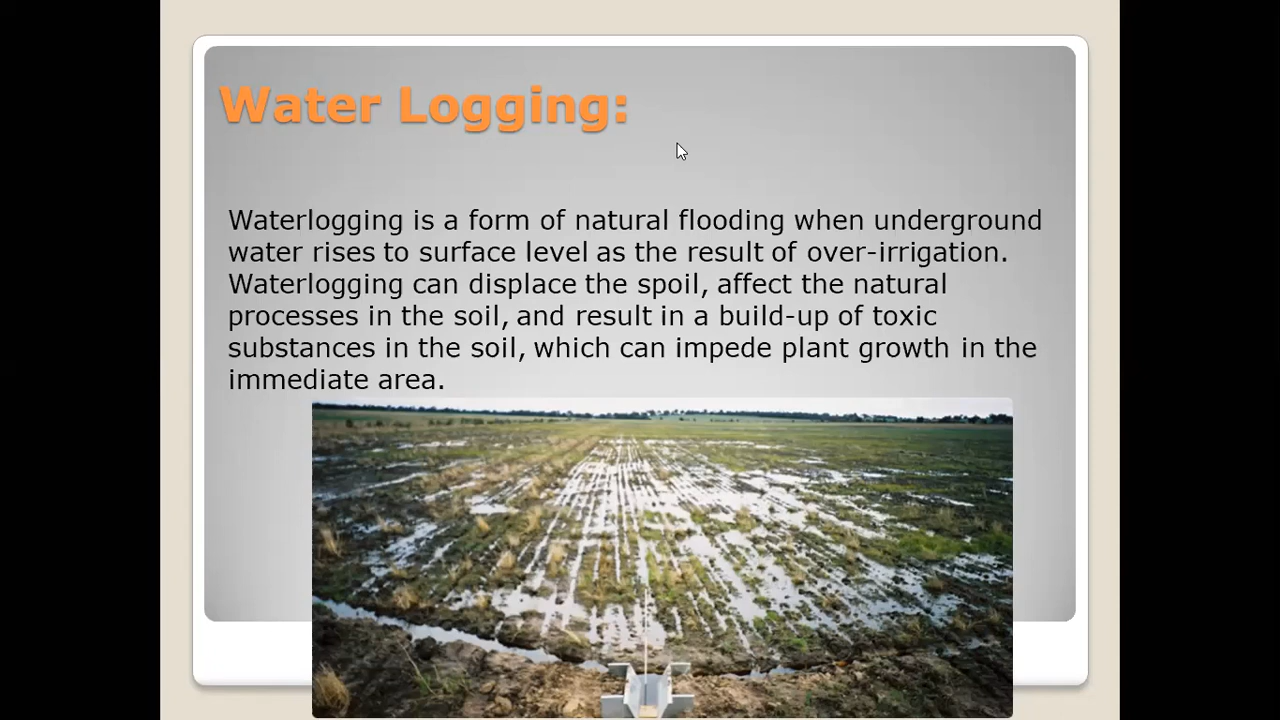 Water Logging:
Waterlogging is a form of natural flooding when underground
water rises to surface level as the result of over-irrigation.
Waterlogging can displace the spoil, affect the natural
processes in the soil, and result in a build-up of toxic
substances in the soil, which can impede plant growth in the
immediate area.